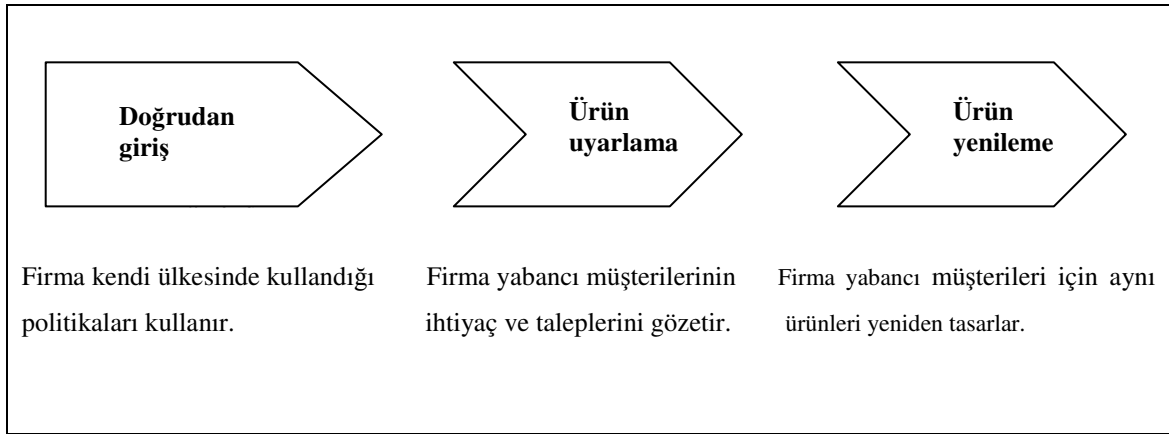 Doğrudan
giriş
Ürün
uyarlama
Ürün
yenileme
Firma kendi ülkesinde kullandığı
politikaları kullanır.
Firma yabancı müşterilerinin
ihtiyaç ve taleplerini gözetir.
Firma yabancı müşterileri için aynı
ürünleri yeniden tasarlar.